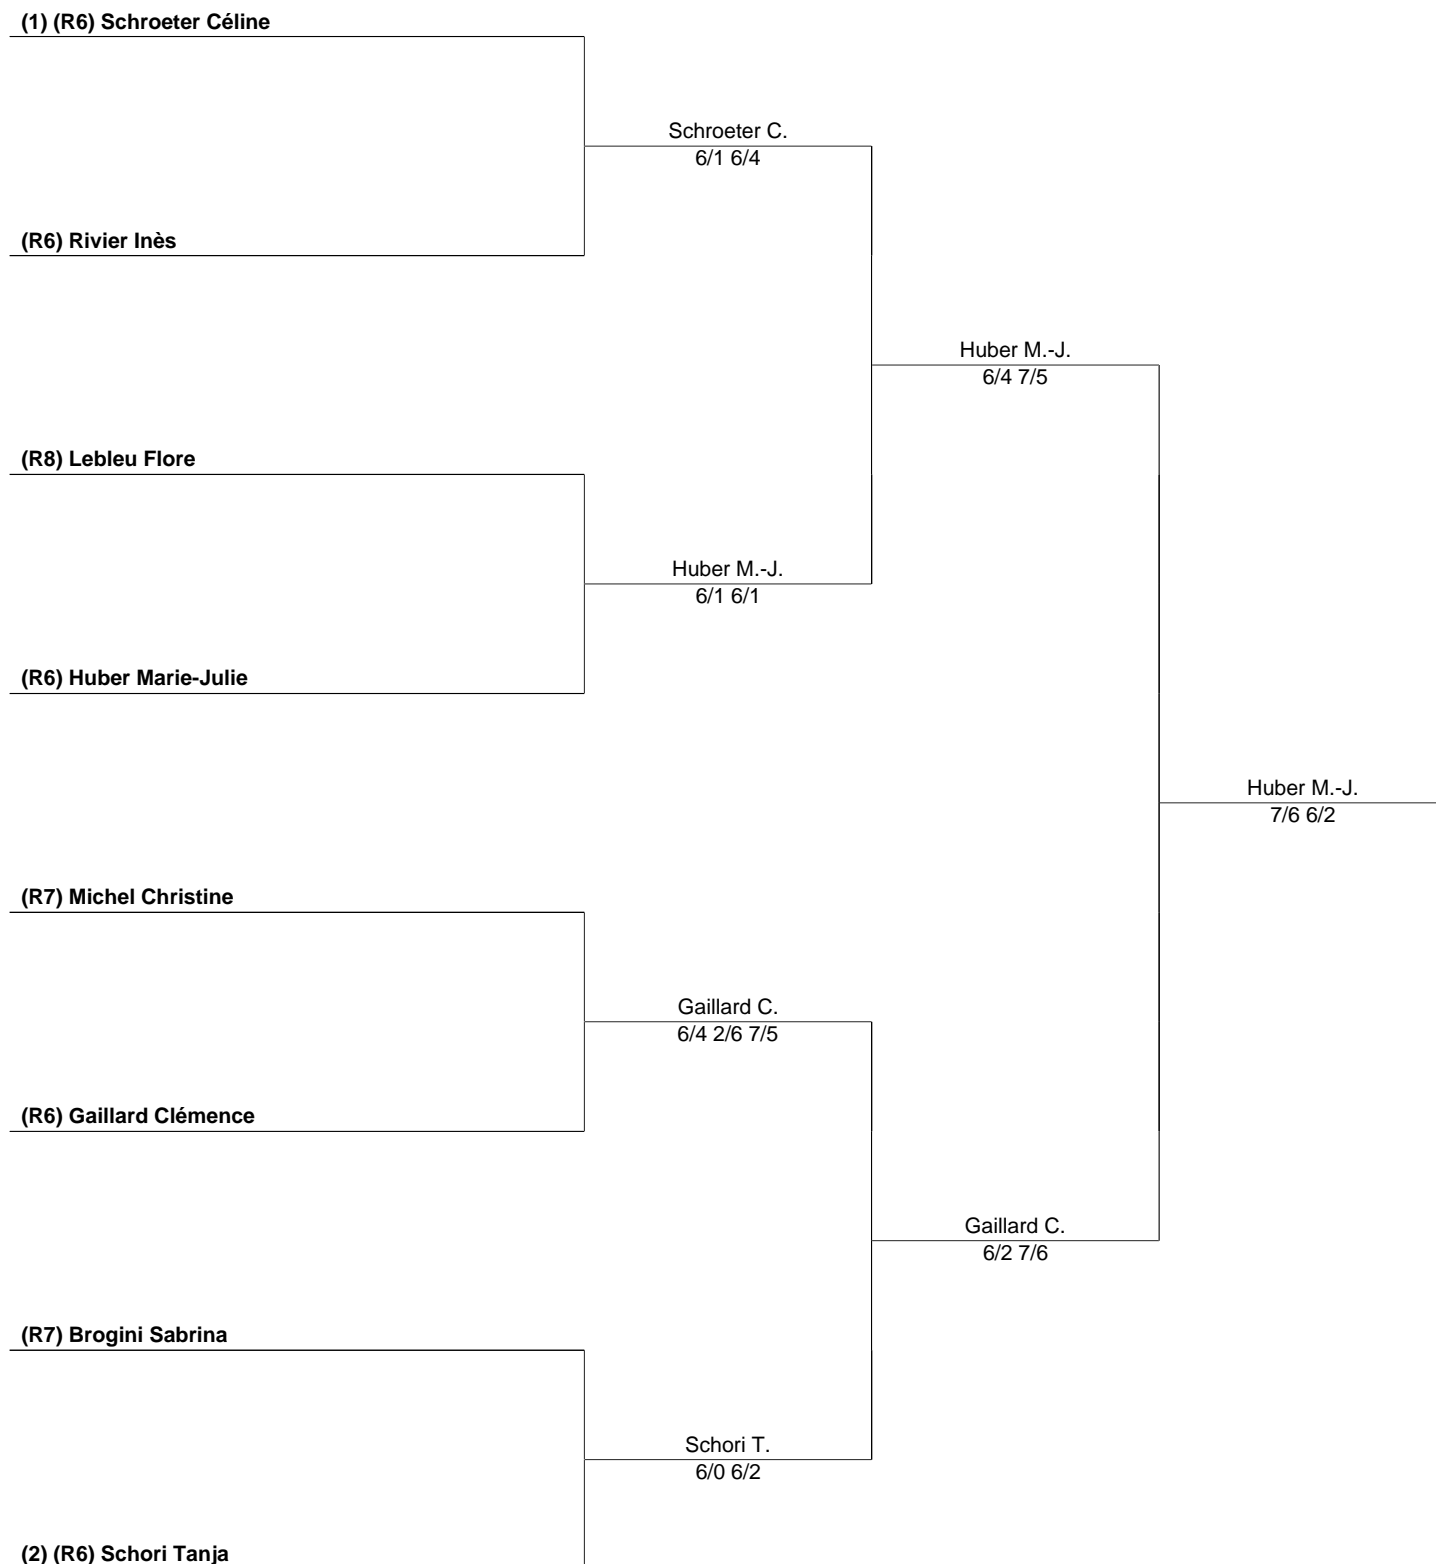 (1) (R6) Schroeter Céline
Schroeter C.
6/1 6/4
(R6) Rivier Inès
Huber M.-J.
6/4 7/5
(R8) Lebleu Flore
Huber M.-J.
6/1 6/1
(R6) Huber Marie-Julie
Huber M.-J.
7/6 6/2
(R7) Michel Christine
Gaillard C.
6/4 2/6 7/5
(R6) Gaillard Clémence
Gaillard C.
6/2 7/6
(R7) Brogini Sabrina
Schori T.
6/0 6/2
(2) (R6) Schori Tanja